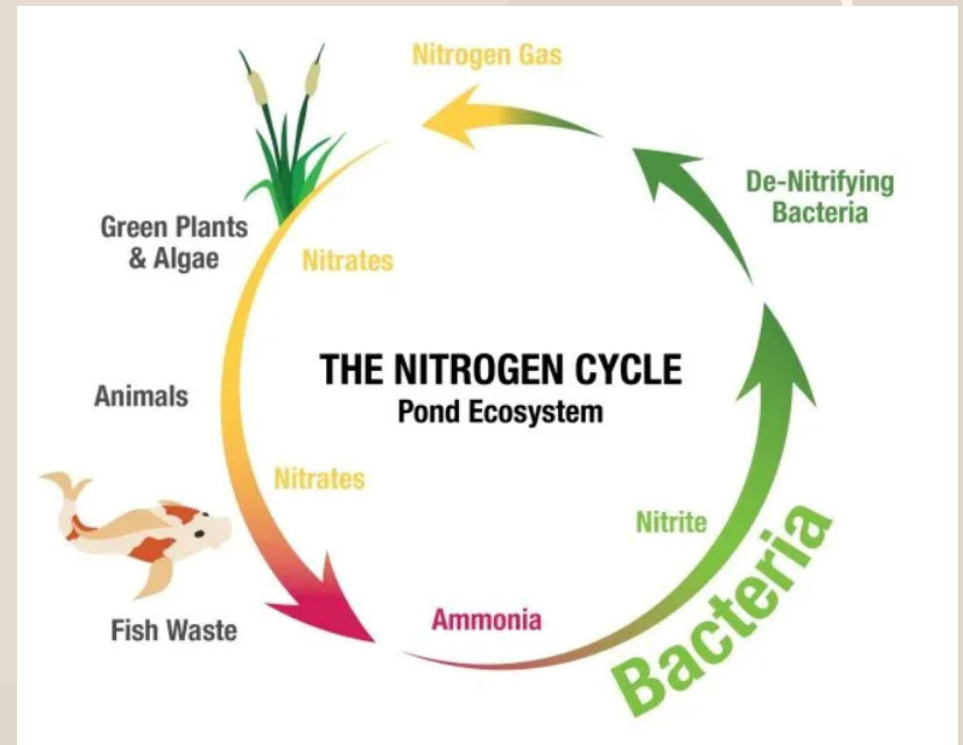 Nitrogen Gas
De-Nitrifying
Bacteria
Green Plants
& Algae
Nitrates
THE NITROGEN CYCLE
Pond Ecosystem
Animals
Nitrates
Nitrite
Bacteria
Ammonia
Fish Waste